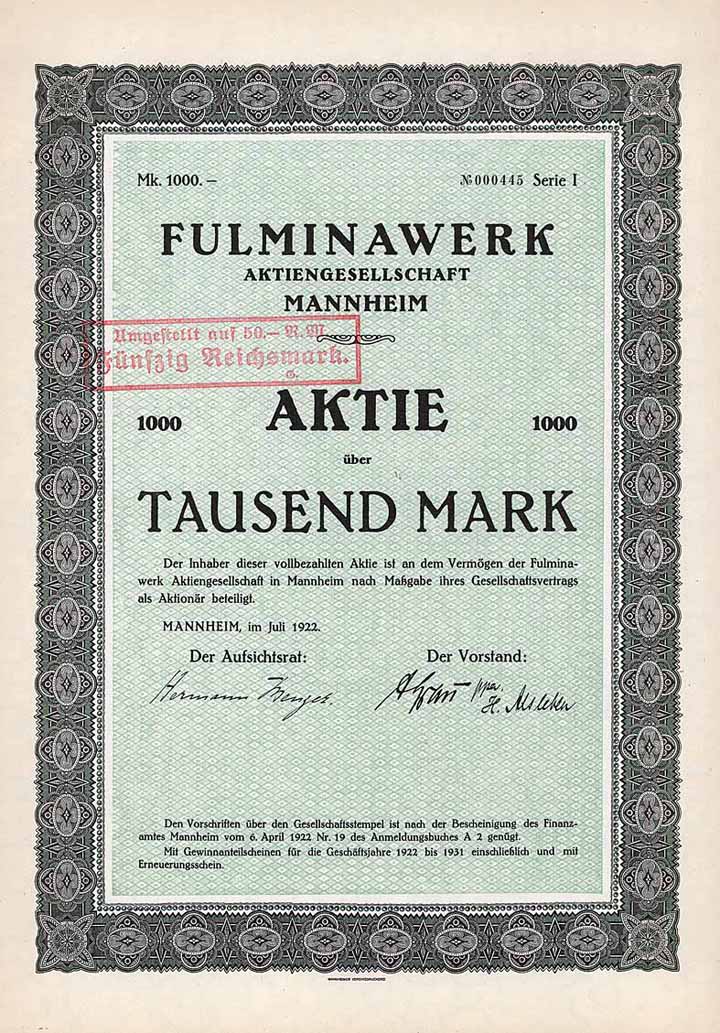 Mk. 1000.—
№ 000445 Serie I
FULMINAWERK
AKTIENGESELLSCHAFT
MANNHEIM
Umgestellt auf 50.— R.M.
Fünfzig Reichsmark.
G.
1000 AKTIE 1000
über
TAUSEND MARK
Der Inhaber dieser vollbezahlten Aktie ist an dem Vermögen der Fulmina-
werk Aktiengesellschaft in Mannheim nach Maßgabe ihres Gesellschaftsvertrags
als Aktionär beteiligt.
MANNHEIM, im Juli 1922.
Der Aufsichtsrat: Der Vorstand:
Hermann ppa.
H.
Den Vorschriften über den Gesellschaftsstempel ist nach der Bescheinigung des Finanz-
amtes Mannheim vom 6. April 1922 Nr. 19 des Anmeldungsbuches A 2 genügt.
Mit Gewinnanteilscheinen für die Geschäftsjahre 1922 bis 1931 einschließlich und mit
Erneuerungsschein.